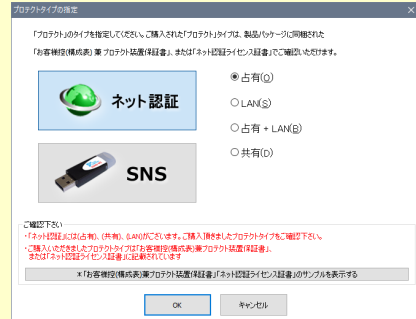 プロテクトタイプの指定
「プロテクト」のタイプを指定してください。ご購入された「プロテクト」タイプは、製品パッケージに同梱された
「お客様控(構成表) 兼 プロテクト装置保証書」、または「ネット認証ライセンス証書」でご確認いただけます。
ネット認証
占有(O)
LAN(S)
占有 + LAN(B)
共有(D)
SNS
ご確認下さい
・「ネット認証」には(占有)、(共有)、(LAN)がございます。ご購入頂きましたプロテクトタイプをご確認下さい。
・ご購入いただきましたプロテクトタイプは「お客様控(構成表)兼プロテクト装置保証書」、
または「ネット認証ライセンス証書」に記載されています
*「お客様控(構成表)兼プロテクト装置保証書」「ネット認証ライセンス証書」のサンプルを表示する
OK
キャンセル